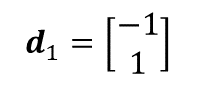 d₁ = [−1
1]